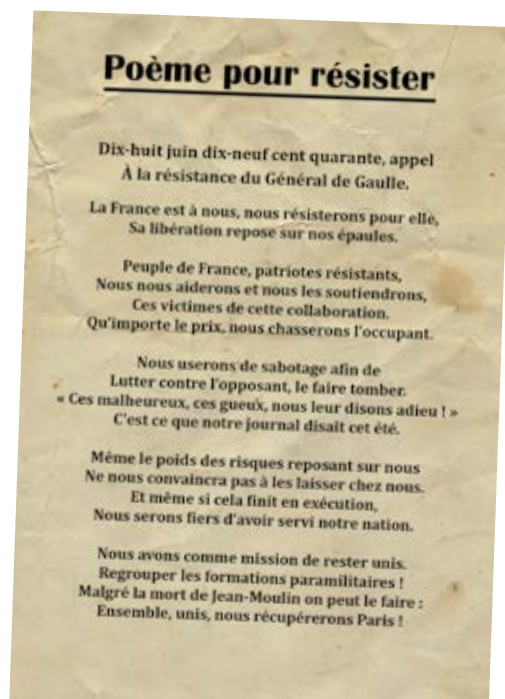 Poème pour résister
Dix-huit juin dix-neuf cent quarante, appel
À la résistance du Général de Gaulle.
La France est à nous, nous résisterons pour elle,
Sa libération repose sur nos épaules.
Peuple de France, patriotes résistants,
Nous nous aiderons et nous les soutiendrons,
Ces victimes de cette collaboration.
Qu'importe le prix, nous chasserons l'occupant.
Nous userons de sabotage afin de
Lutter contre l'opposant, le faire tomber.
« Ces malheureux, ces gueux, nous leur disons adieu ! »
C'est ce que notre journal disait cet été.
Même le poids des risques reposant sur nous
Ne nous convaincra pas à les laisser chez nous.
Et même si cela finit en exécution,
Nous serons fiers d'avoir servi notre nation.
Nous avons comme mission de rester unis.
Regrouper les formations paramilitaires !
Malgré la mort de Jean-Moulin on peut le faire :
Ensemble, unis, nous récupérerons Paris !